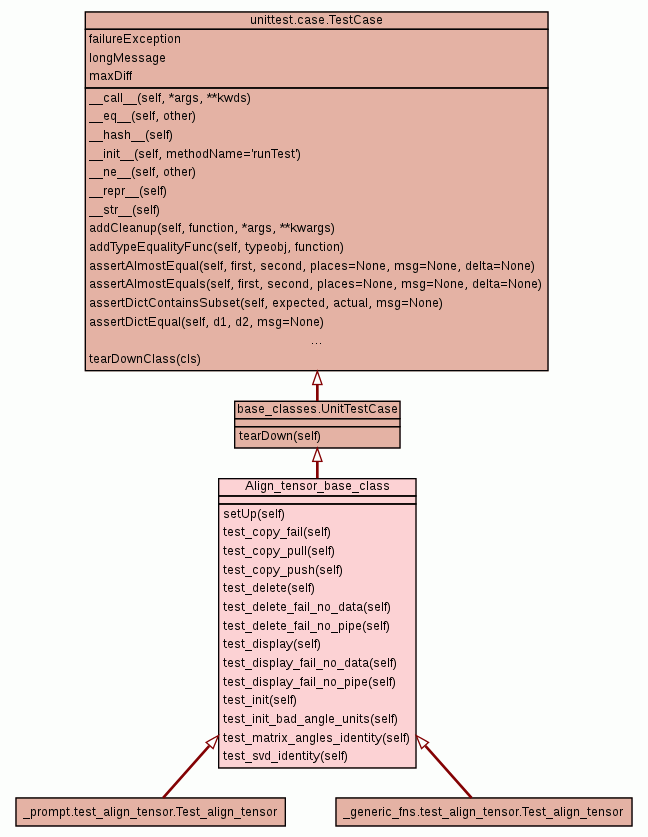 unittest.case.TestCase
failureException
longMessage
maxDiff
__call__(self, *args, **kwds)
__eq__(self, other)
__hash__(self)
__init__(self, methodName='runTest')
__ne__(self, other)
__repr__(self)
__str__(self)
addCleanup(self, function, *args, **kwargs)
addTypeEqualityFunc(self, typeobj, function)
assertAlmostEqual(self, first, second, places=None, msg=None, delta=None)
assertAlmostEquals(self, first, second, places=None, msg=None, delta=None)
assertDictContainsSubset(self, expected, actual, msg=None)
assertDictEqual(self, d1, d2, msg=None)
...
tearDownClass(cls)
base_classes.UnitTestCase
tearDown(self)
Align_tensor_base_class
setUp(self)
test_copy_fail(self)
test_copy_pull(self)
test_copy_push(self)
test_delete(self)
test_delete_fail_no_data(self)
test_delete_fail_no_pipe(self)
test_display(self)
test_display_fail_no_data(self)
test_display_fail_no_pipe(self)
test_init(self)
test_init_bad_angle_units(self)
test_matrix_angles_identity(self)
test_svd_identity(self)
_prompt.test_align_tensor.Test_align_tensor
_generic_fns.test_align_tensor.Test_align_tensor